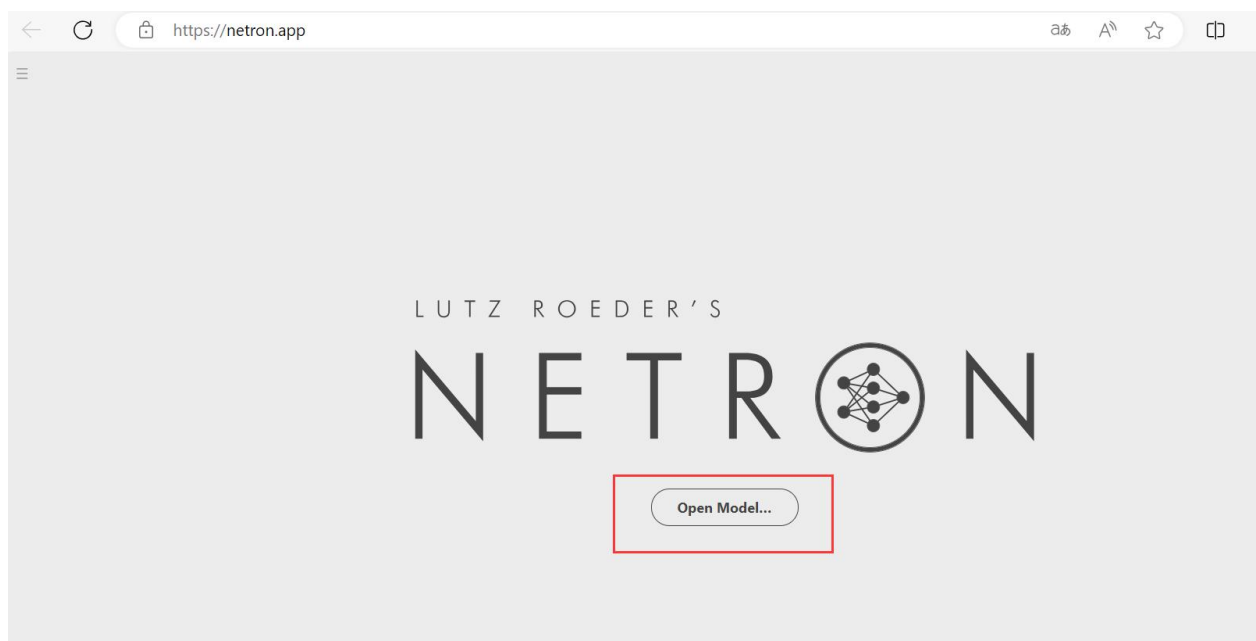 https://netron.app
aあ A
LUTZ ROEDER'S
NETRON
Open Model...